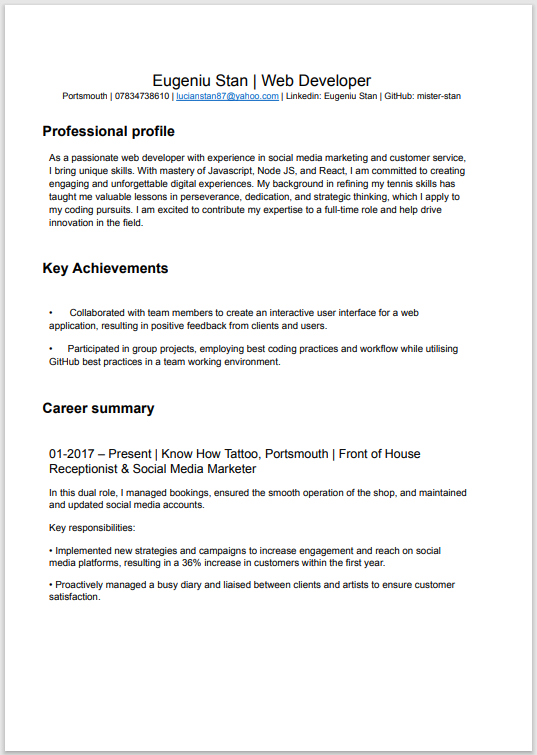 Eugeniu Stan | Web Developer
Portsmouth | 07834738610 | lucianstan87@yahoo.com | Linkedin: Eugeniu Stan | GitHub: mister-stan
Professional profile
As a passionate web developer with experience in social media marketing and customer service,
I bring unique skills. With mastery of Javascript, Node JS, and React, I am committed to creating
engaging and unforgettable digital experiences. My background in refining my tennis skills has
taught me valuable lessons in perseverance, dedication, and strategic thinking, which I apply to
my coding pursuits. I am excited to contribute my expertise to a full-time role and help drive
innovation in the field.
Key Achievements
• Collaborated with team members to create an interactive user interface for a web
application, resulting in positive feedback from clients and users.
• Participated in group projects, employing best coding practices and workflow while utilising
GitHub best practices in a team working environment.
Career summary
01-2017 – Present | Know How Tattoo, Portsmouth | Front of House
Receptionist & Social Media Marketer
In this dual role, I managed bookings, ensured the smooth operation of the shop, and maintained
and updated social media accounts.
Key responsibilities:
• Implemented new strategies and campaigns to increase engagement and reach on social
media platforms, resulting in a 36% increase in customers within the first year.
• Proactively managed a busy diary and liaised between clients and artists to ensure customer
satisfaction.